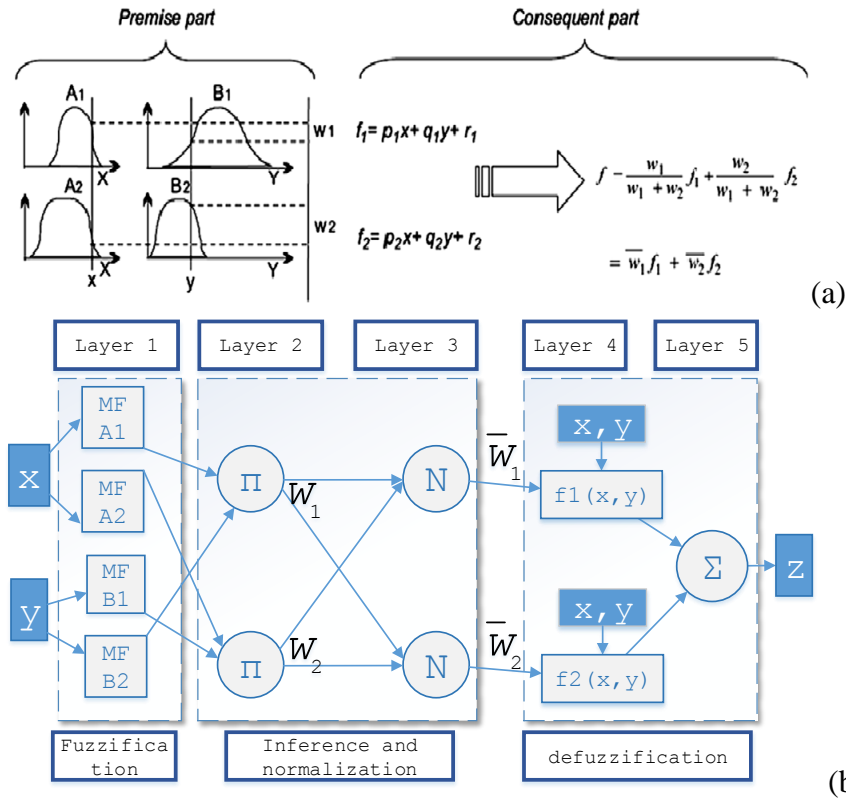 Premise part
Consequent part
A1
B1
w1
f1= p1x+ q1y+ r1
X
Y
A2
B2
f – w1/(w1 + w2) f1 + w2/(w1 + w2) f2
w2
f2= p2x+ q2y+ r2
X
Y
x
y
= w̅1f1 + w̅2f2
(a)
Layer 1
Layer 2
Layer 3
Layer 4
Layer 5
MF
A1
x
MF
A2
MF
B1
y
MF
B2
Π
W1
Π
W2
N
W̅1
N
W̅2
x,y
f1(x,y)
x,y
f2(x,y)
Σ
z
Fuzzifica
tion
Inference and
normalization
defuzzification
(b